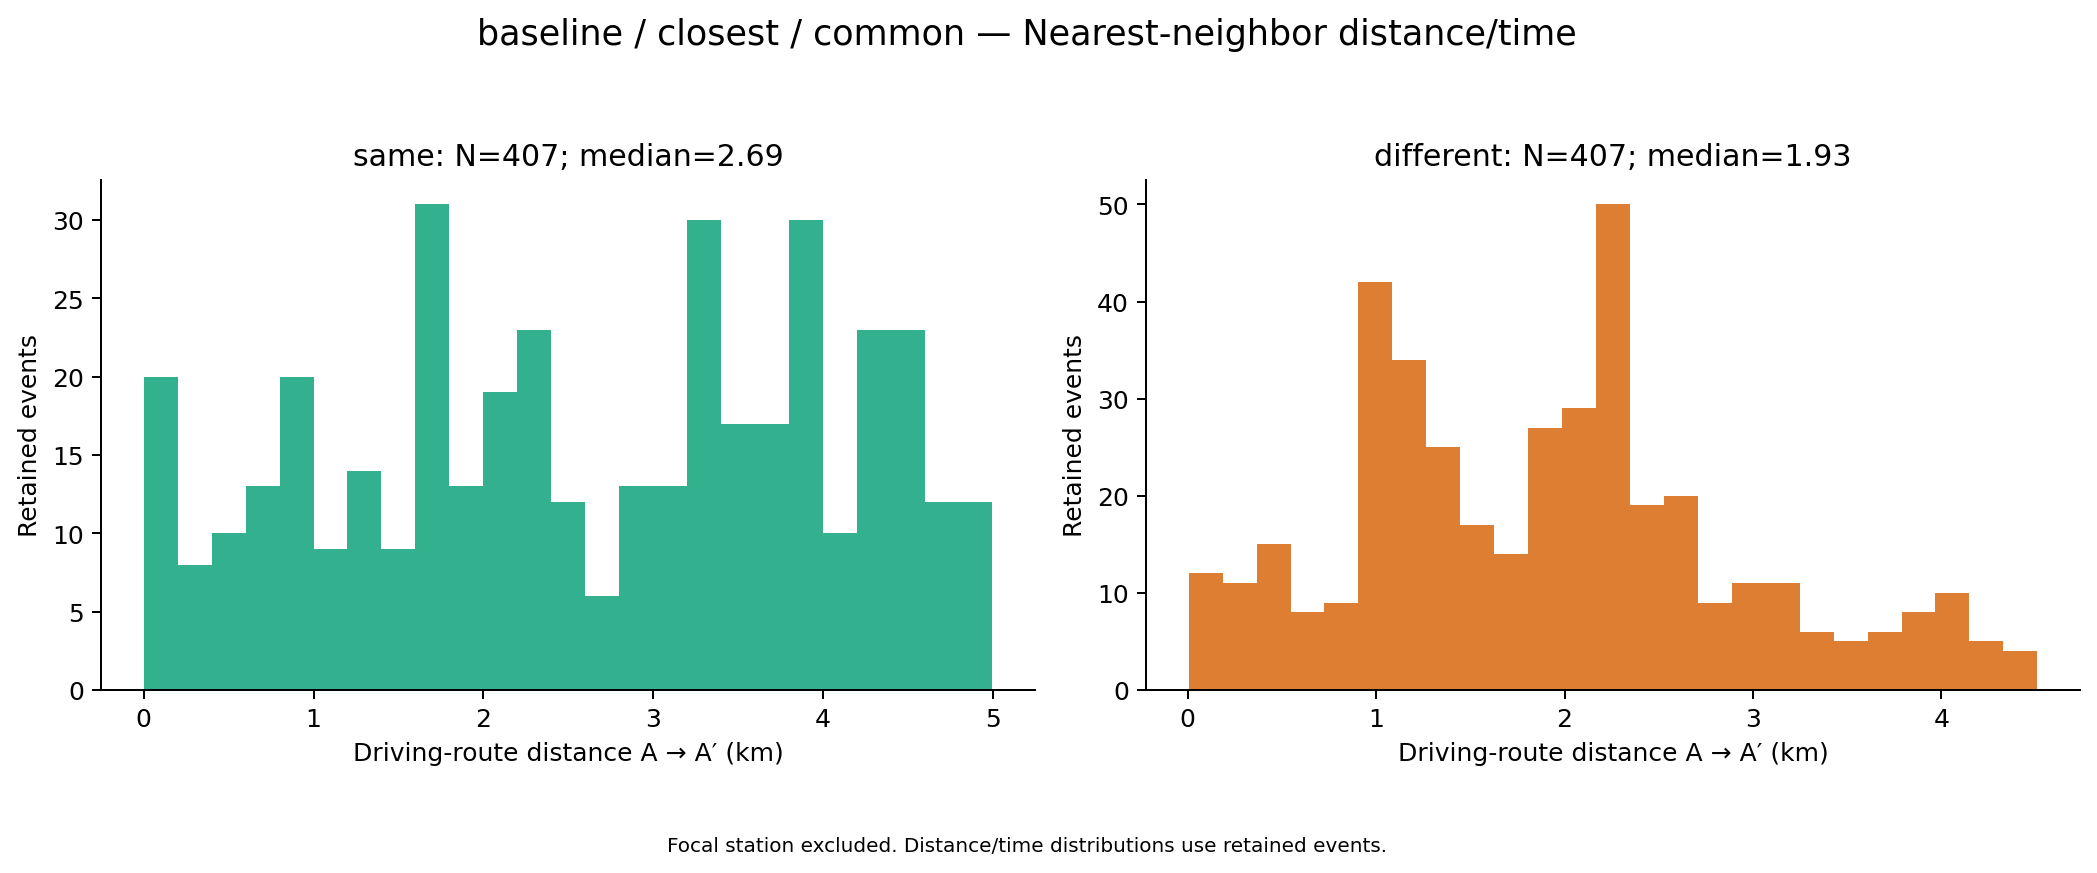 baseline / closest / common — Nearest-neighbor distance/time
same: N=407; median=2.69
Retained events
30
25
20
15
10
5
0
0 1 2 3 4 5
Driving-route distance A → A′ (km)
different: N=407; median=1.93
Retained events
50
40
30
20
10
0
0 1 2 3 4
Driving-route distance A → A′ (km)
Focal station excluded. Distance/time distributions use retained events.